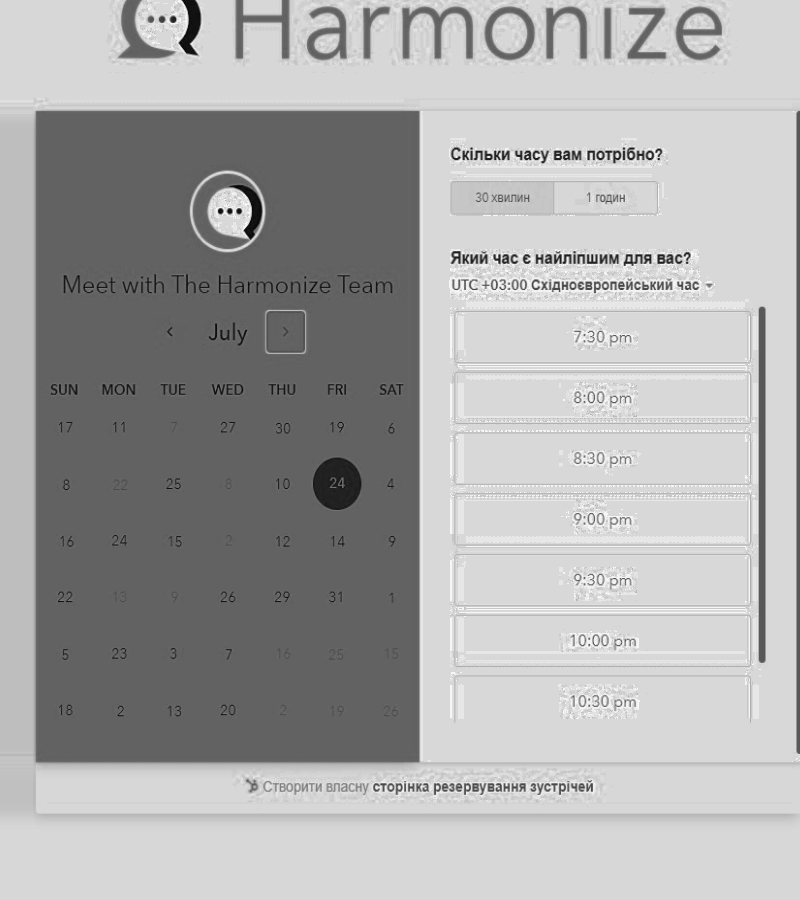 Harmonize
Meet with The Harmonize Team
July
SUN MON TUE WED THU FRI SAT
17 11 7 27 30 19 6
8 22 25 8 10 24 4
16 24 15 2 12 14 9
22 13 9 26 29 31 1
5 23 3 7 16 25 15
18 2 13 20 2 19 26
Скільки часу вам потрібно?
30 хвилин 1 годин
Який час є найліпшим для вас?
UTC +03:00 Східноєвропейський час
7:30 pm
8:00 pm
8:30 pm
9:00 pm
9:30 pm
10:00 pm
10:30 pm
Створити власну сторінка резервування зустрічей